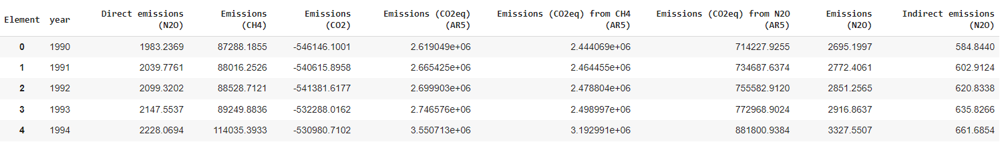 Element year Direct emissions (N2O) Emissions (CH4) Emissions (CO2) Emissions (CO2eq) (AR5) Emissions (CO2eq) from CH4 (AR5) Emissions (CO2eq) from N2O (AR5) Emissions (N2O) Indirect emissions (N2O)
0 1990 1983.2369 87288.1855 -546146.1001 2.619049e+06 2.444069e+06 714227.9255 2695.1997 584.8440
1 1991 2039.7761 88016.2526 -540615.8958 2.665425e+06 2.464455e+06 734687.6374 2772.4061 602.9124
2 1992 2099.3202 88528.7121 -541381.6177 2.699903e+06 2.478804e+06 755582.9120 2851.2565 620.8338
3 1993 2147.5537 89249.8836 -532288.0162 2.746576e+06 2.498997e+06 772968.9024 2916.8637 635.8266
4 1994 2228.0694 114035.3933 -530980.7102 3.550713e+06 3.192991e+06 881800.9384 3327.5507 661.6854